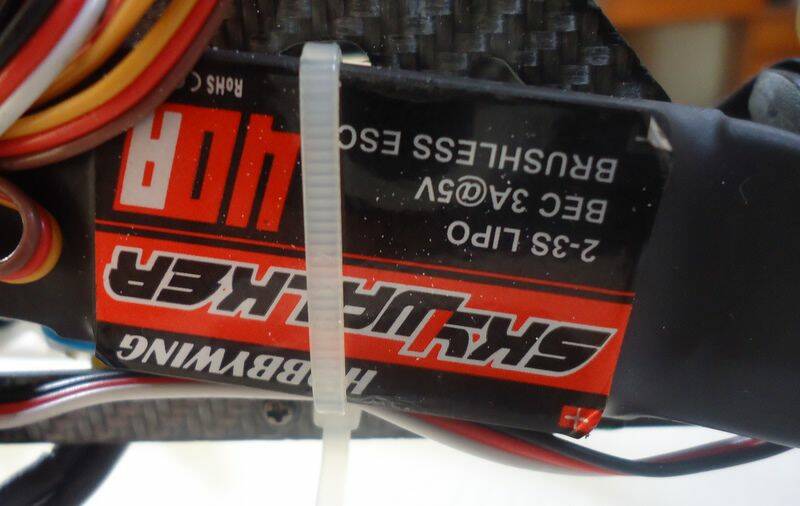 HOBBYWING
SKYWALKER
2-3S LIPO
BEC 3A@5V
BRUSHLESS ESC
40A
RoHS